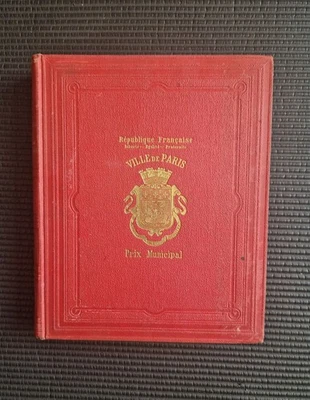 République Française
Liberté - Égalité - Fraternité
VILLE DE PARIS
Prix Municipal